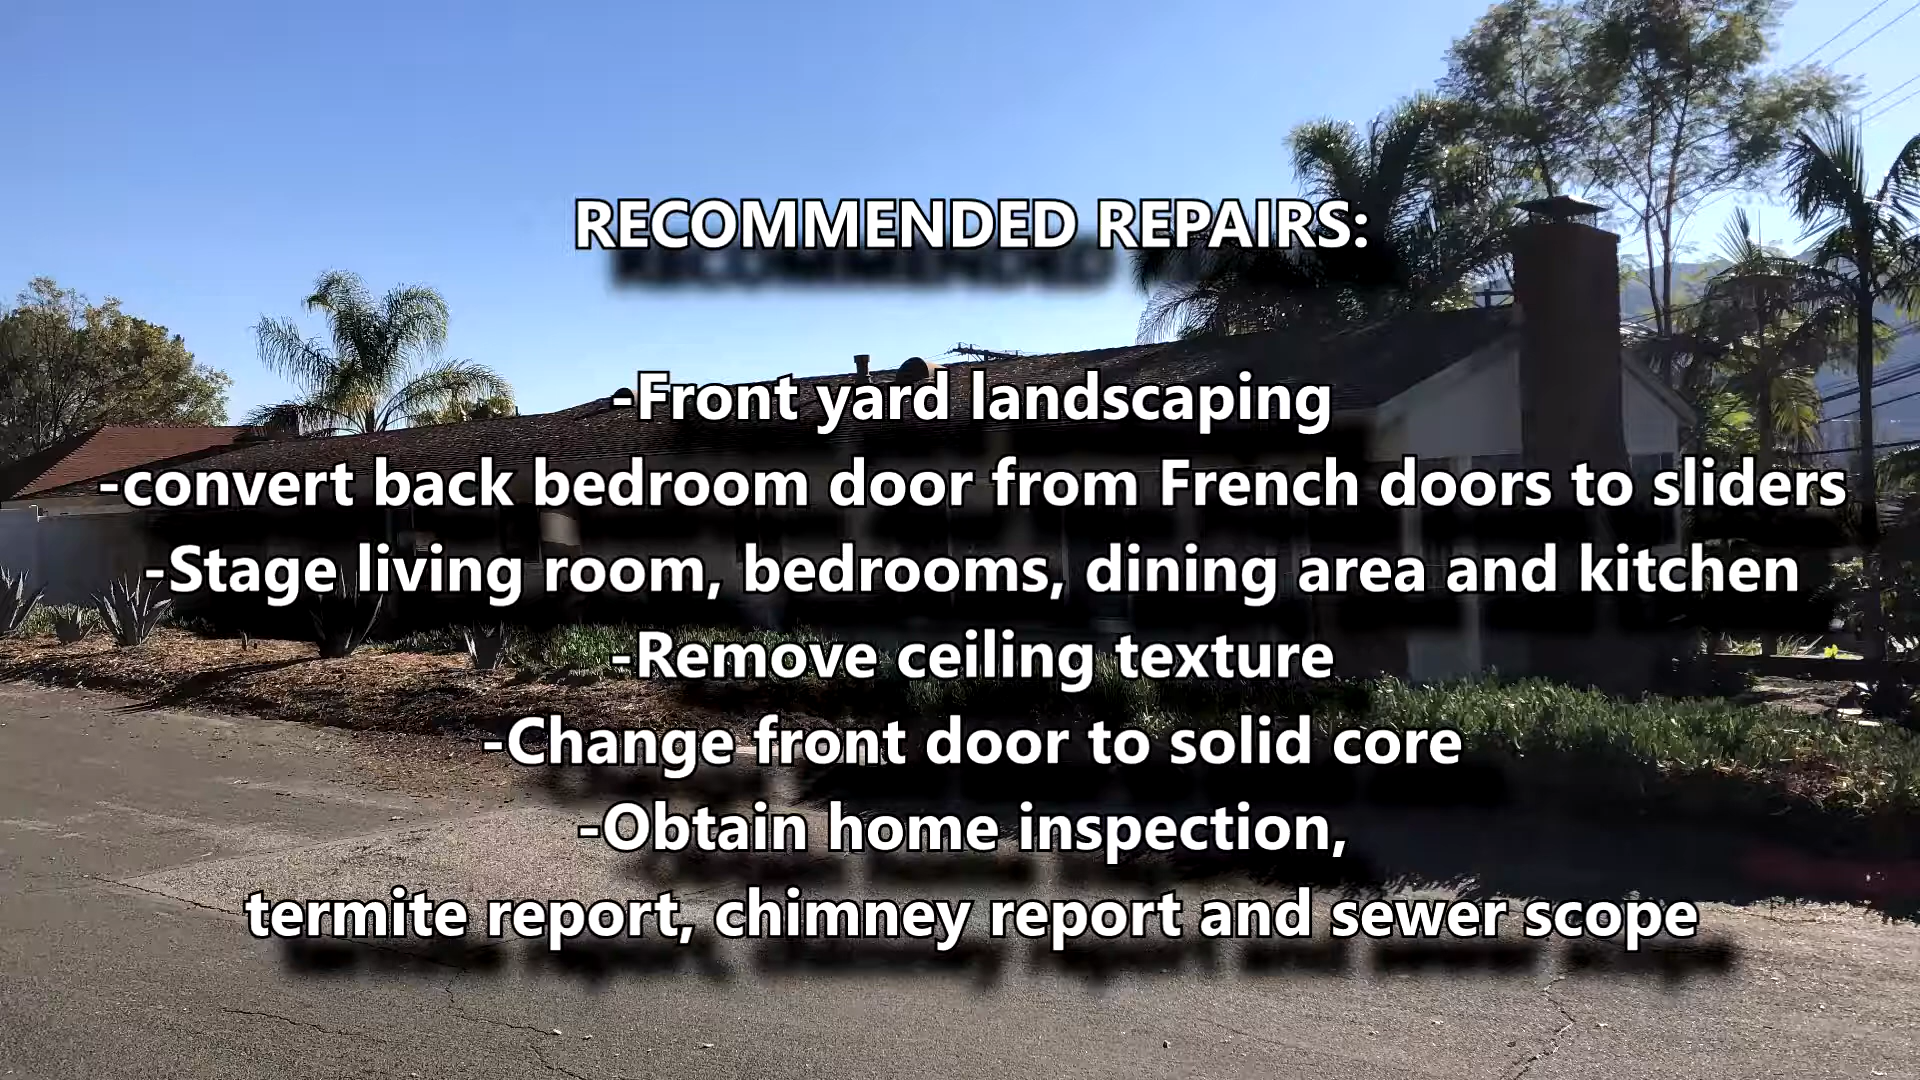 RECOMMENDED REPAIRS:
-Front yard landscaping
-convert back bedroom door from French doors to sliders
-Stage living room, bedrooms, dining area and kitchen
-Remove ceiling texture
-Change front door to solid core
-Obtain home inspection,
termite report, chimney report and sewer scope